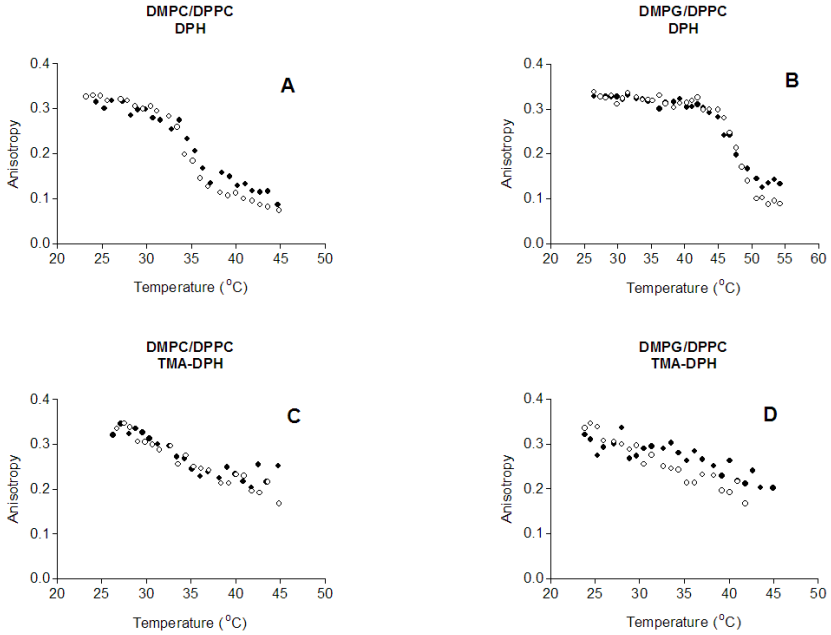 DMPC/DPPC
DPH
A
0.4
0.3
0.2
0.1
0.0
Anisotropy
20 25 30 35 40 45 50
Temperature (°C)
DMPG/DPPC
DPH
B
0.4
0.3
0.2
0.1
0.0
Anisotropy
20 25 30 35 40 45 50 55 60
Temperature (°C)
DMPC/DPPC
TMA-DPH
C
0.4
0.3
0.2
0.1
0.0
Anisotropy
20 25 30 35 40 45 50
Temperature (°C)
DMPG/DPPC
TMA-DPH
D
0.4
0.3
0.2
0.1
0.0
Anisotropy
20 25 30 35 40 45 50
Temperature (°C)